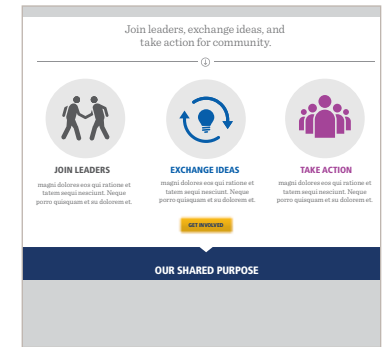 Join leaders, exchange ideas, and
take action for community.
JOIN LEADERS
magni dolores eos qui ratione et
tatem sequi nesciunt. Neque
porro quisquam et su dolorem et.
EXCHANGE IDEAS
magni dolores eos qui ratione et
tatem sequi nesciunt. Neque
porro quisquam et su dolorem et.
TAKE ACTION
magni dolores eos qui ratione et
tatem sequi nesciunt. Neque
porro quisquam et su dolorem et.
GET INVOLVED
OUR SHARED PURPOSE